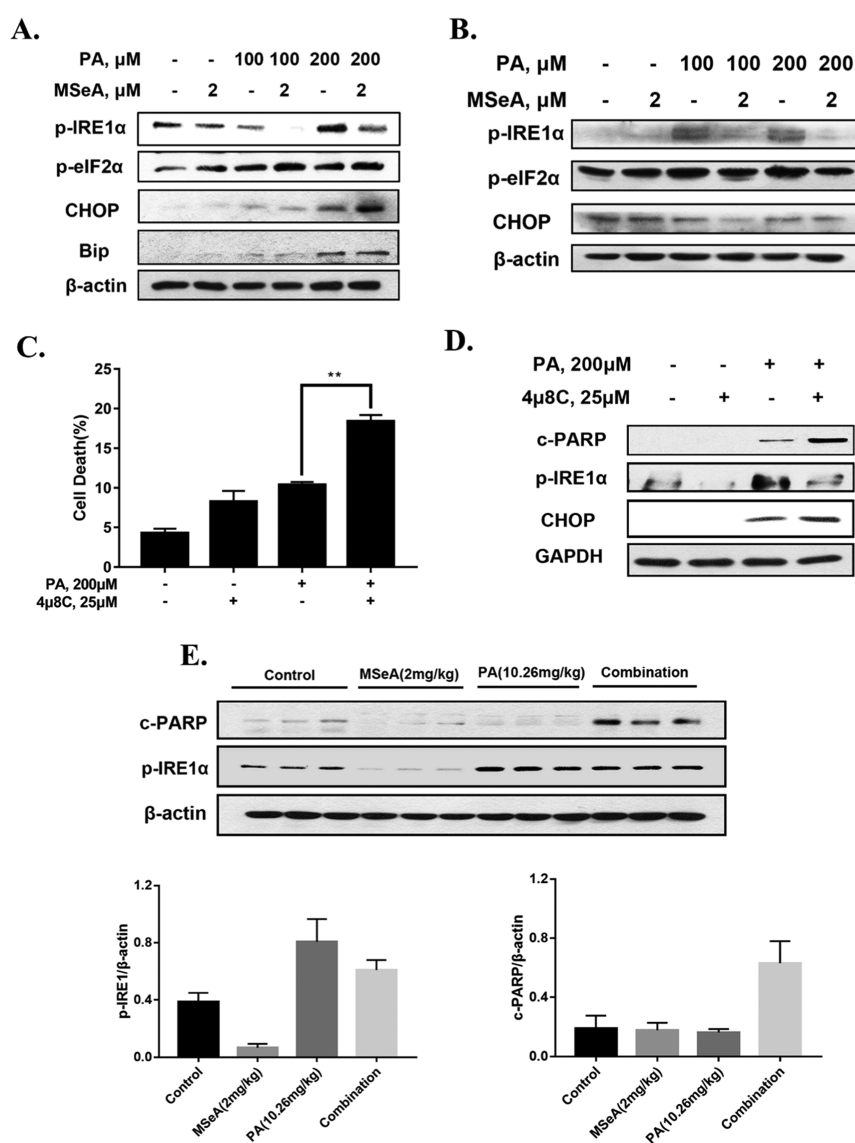 A.
PA, µM - - 100 100 200 200
MSeA, µM - 2 - 2 - 2
p-IRE1α
p-eIF2α
CHOP
Bip
β-actin
B.
PA, µM - - 100 100 200 200
MSeA, µM - 2 - 2 - 2
p-IRE1α
p-eIF2α
CHOP
β-actin
C.
Cell Death(%)
25
20
15
10
5
0
**
PA, 200µM - - + +
4µ8C, 25µM - + - +
D.
PA, 200µM - - + +
4µ8C, 25µM - + - +
c-PARP
p-IRE1α
CHOP
GAPDH
E.
Control MSeA(2mg/kg) PA(10.26mg/kg) Combination
c-PARP
p-IRE1α
β-actin
p-IRE1/β-actin
1.2
0.8
0.4
0.0
Control
MSeA(2mg/kg)
PA(10.26mg/kg)
Combination
c-PARP/β-actin
1.2
0.8
0.4
0.0
Control
MSeA(2mg/kg)
PA(10.26mg/kg)
Combination